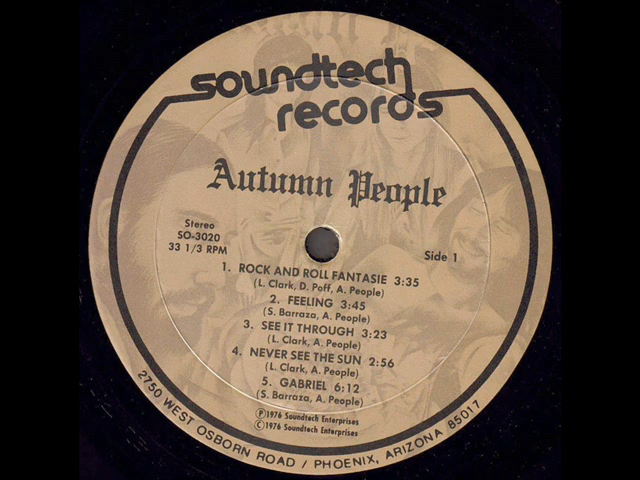 soundtech
records
Autumn People
Stereo
SO-3020
33 1/3 RPM
Side 1
1. ROCK AND ROLL FANTASIE 3:35
(L. Clark, D. Poff, A. People)
2. FEELING 3:45
(S. Barraza, A. People)
3. SEE IT THROUGH 3:23
(L. Clark, A. People)
4. NEVER SEE THE SUN 2:56
(L. Clark, A. People)
5. GABRIEL 6:12
(S. Barraza, A. People)
Ⓟ1976 Soundtech Enterprises
©1976 Soundtech Enterprises
2750 WEST OSBORN ROAD / PHOENIX, ARIZONA 85017